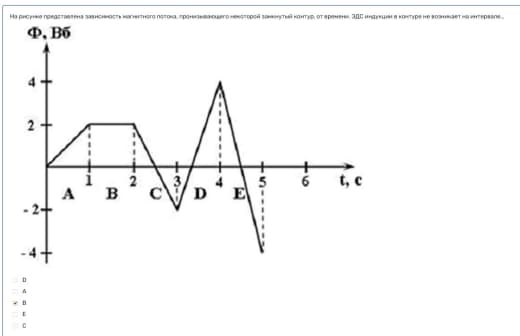 На рисунке представлена зависимость магнитного потока, пронизывающего некоторой замкнутый контур, от времени. ЭДС индукции в контуре не возникает на интервале...
Ф, Вб
4
2
1 2 3 4 5 6 t, c
A B C D E
- 2
- 4
D
A
B
E
C